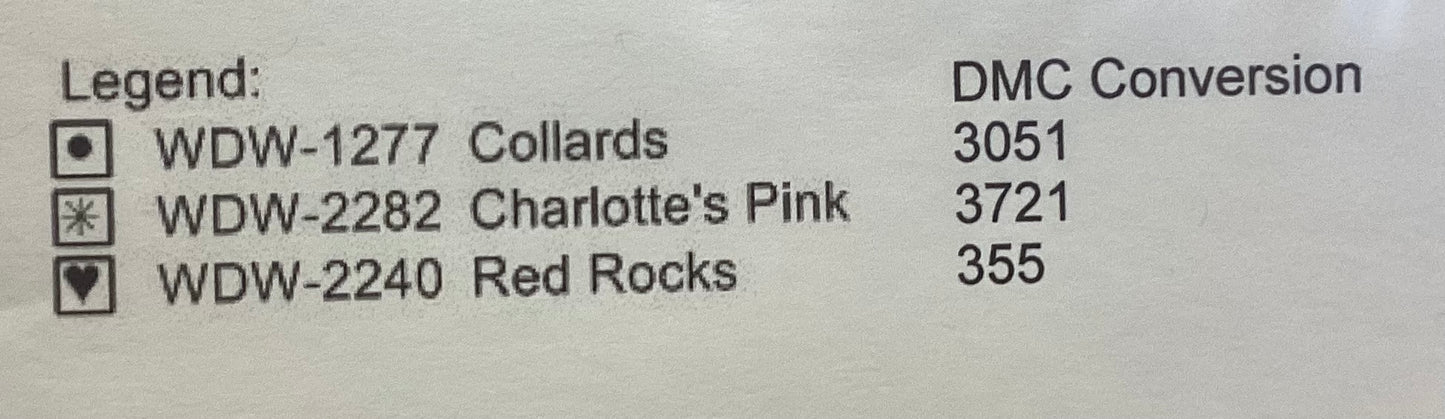 Legend: DMC Conversion
WDW-1277 Collards 3051
WDW-2282 Charlotte's Pink 3721
WDW-2240 Red Rocks 355